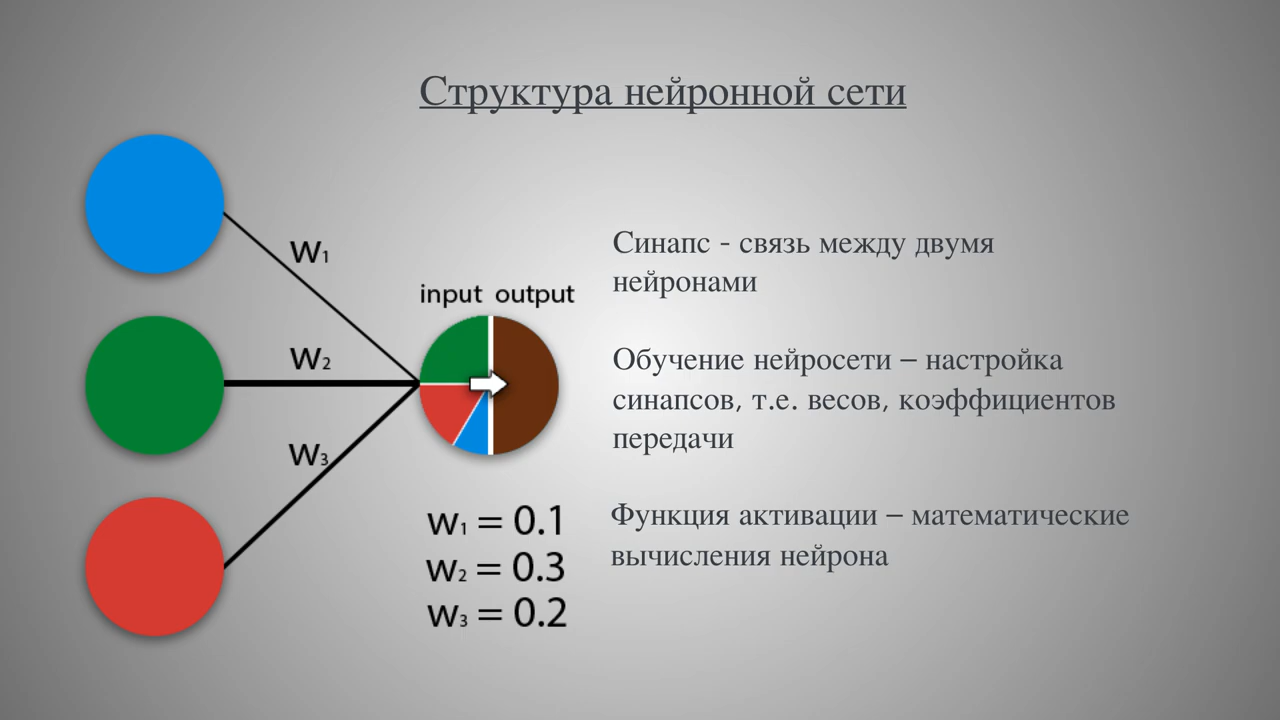 Структура нейронной сети
w1
input output
w2
w3
w1 = 0.1
w2 = 0.3
w3 = 0.2
Синапс - связь между двумя
нейронами
Обучение нейросети – настройка
синапсов, т.е. весов, коэффициентов
передачи
Функция активации – математические
вычисления нейрона